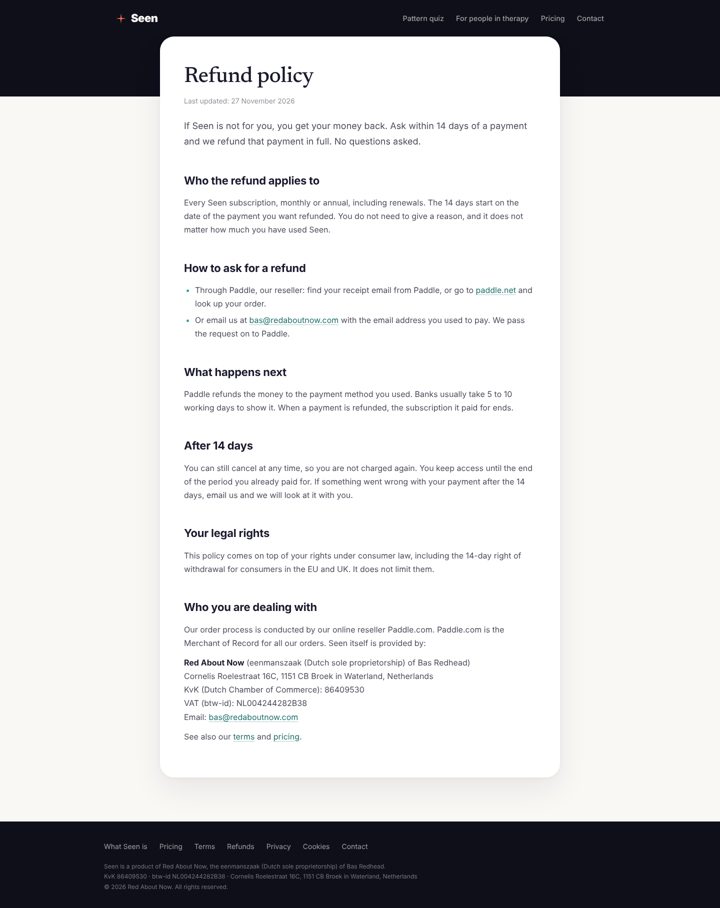 Seen
Pattern quiz For people in therapy Pricing Contact
Refund policy
Last updated: 27 November 2026
If Seen is not for you, you get your money back. Ask within 14 days of a payment
and we refund that payment in full. No questions asked.
Who the refund applies to
Every Seen subscription, monthly or annual, including renewals. The 14 days start on the
date of the payment you want refunded. You do not need to give a reason, and it does not
matter how much you have used Seen.
How to ask for a refund
• Through Paddle, our reseller: find your receipt email from Paddle, or go to paddle.net and
look up your order.
• Or email us at bas@redaboutnow.com with the email address you used to pay. We pass
the request on to Paddle.
What happens next
Paddle refunds the money to the payment method you used. Banks usually take 5 to 10
working days to show it. When a payment is refunded, the subscription it paid for ends.
After 14 days
You can still cancel at any time, so you are not charged again. You keep access until the end
of the period you already paid for. If something went wrong with your payment after the 14
days, email us and we will look at it with you.
Your legal rights
This policy comes on top of your rights under consumer law, including the 14-day right of
withdrawal for consumers in the EU and UK. It does not limit them.
Who you are dealing with
Our order process is conducted by our online reseller Paddle.com. Paddle.com is the
Merchant of Record for all our orders. Seen itself is provided by:
Red About Now (eenmanszaak (Dutch sole proprietorship) of Bas Redhead)
Cornelis Roelestraat 16C, 1151 CB Broek in Waterland, Netherlands
KvK (Dutch Chamber of Commerce): 86409530
VAT (btw-id): NL004244282B38
Email: bas@redaboutnow.com
See also our terms and pricing.
What Seen is Pricing Terms Refunds Privacy Cookies Contact
Seen is a product of Red About Now, the eenmanszaak (Dutch sole proprietorship) of Bas Redhead.
KvK 86409530 · btw-id NL004244282B38 · Cornelis Roelestraat 16C, 1151 CB Broek in Waterland, Netherlands
© 2026 Red About Now. All rights reserved.